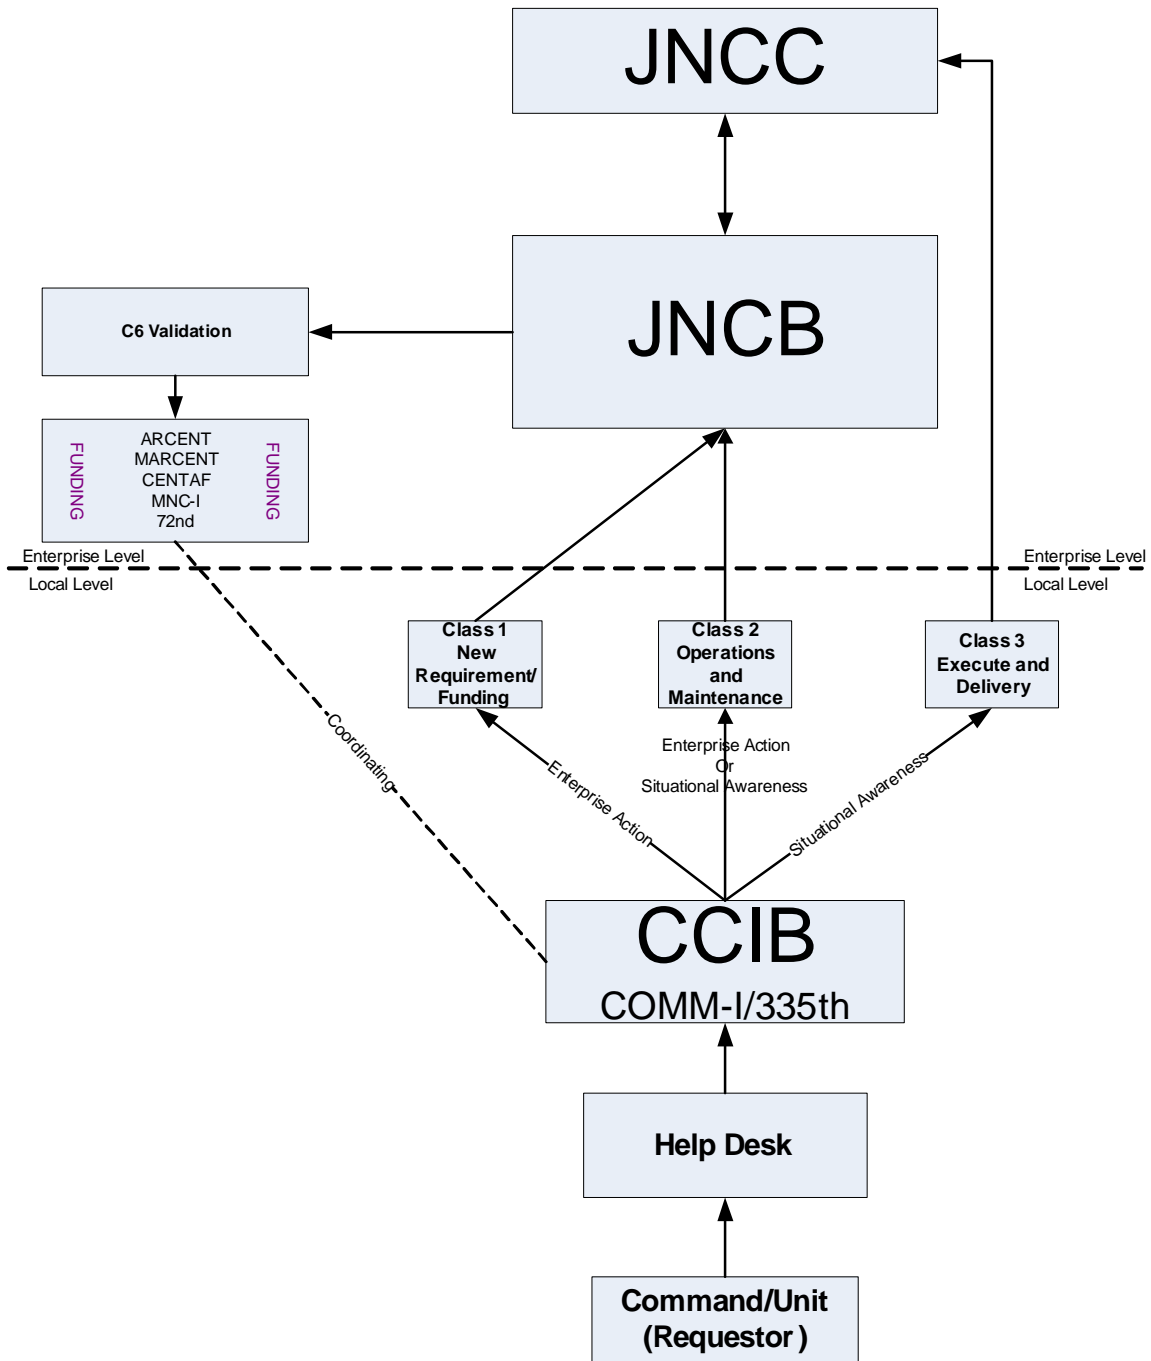 JNCC
JNCB
C6 Validation
FUNDING
ARCENT
MARCENT
CENTAF
MNC-I
72nd
FUNDING
Enterprise Level
Local Level
Enterprise Level
Local Level
Class 1
New
Requirement/
Funding
Class 2
Operations
and
Maintenance
Class 3
Execute and
Delivery
Coordinating
Enterprise Action
Enterprise Action
Or
Situational Awareness
Situational Awareness
CCIB
COMM-I/335th
Help Desk
Command/Unit
(Requestor)